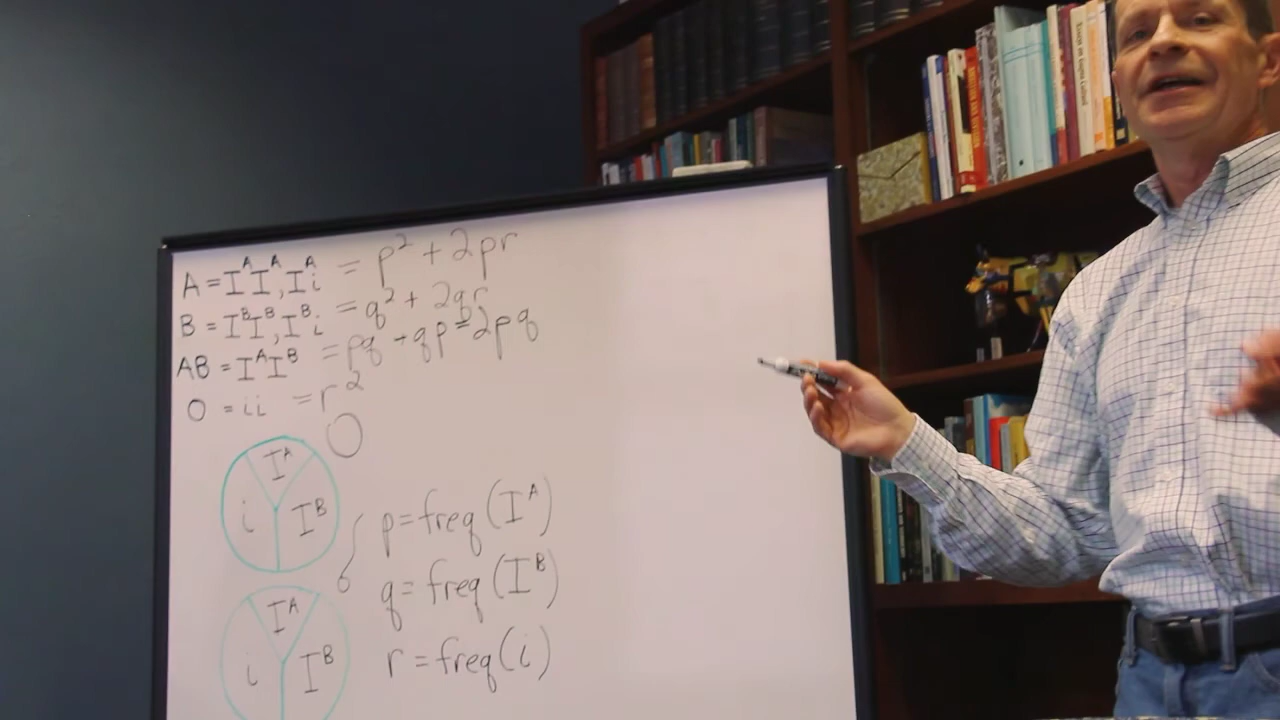 A = I^A I^A, I^A i = p² + 2pr
B = I^B I^B, I^B i = q² + 2qr
AB = I^A I^B = pq + qp = 2pq
O = ii = r²
I^A
i
I^B
p = freq(I^A)
q = freq(I^B)
r = freq(i)
I^A
i
I^B